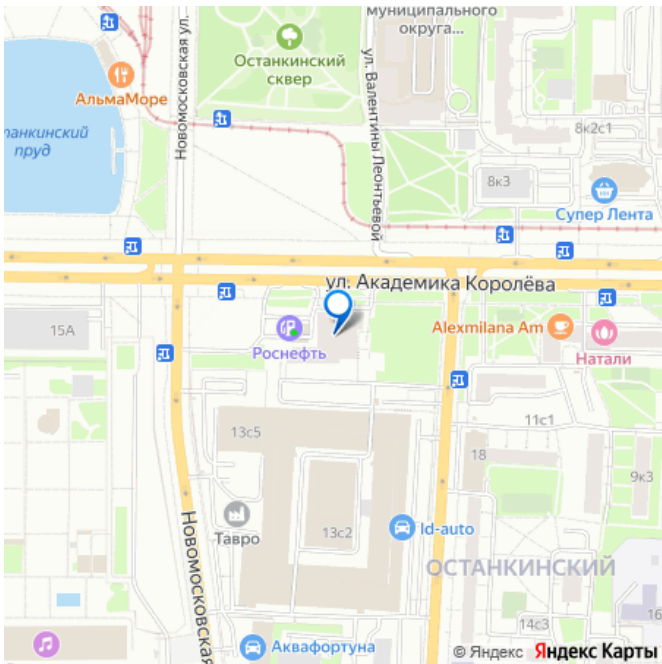 муниципального
округа...
Останкинский
сквер
АльмаМоре
Новомосковская ул.
ул. Валентины Леонтьевой
танкинский
пруд
8к2с1
8к3
Супер Лента
ул. Академика Королёва
15А
Роснефть
Alexmilana Am
Натали
11с1
13с5
18
9к3
Тавро
13с2
Id-auto
Новомосковская
ОСТАНКИНСКИЙ
14с3
16
Аквафортуна
© Яндекс Яндекс Карты